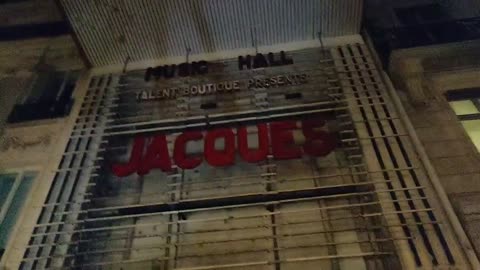 MUSIC HALL
TALENT BOUTIQUE PRESENTS
JACQUES